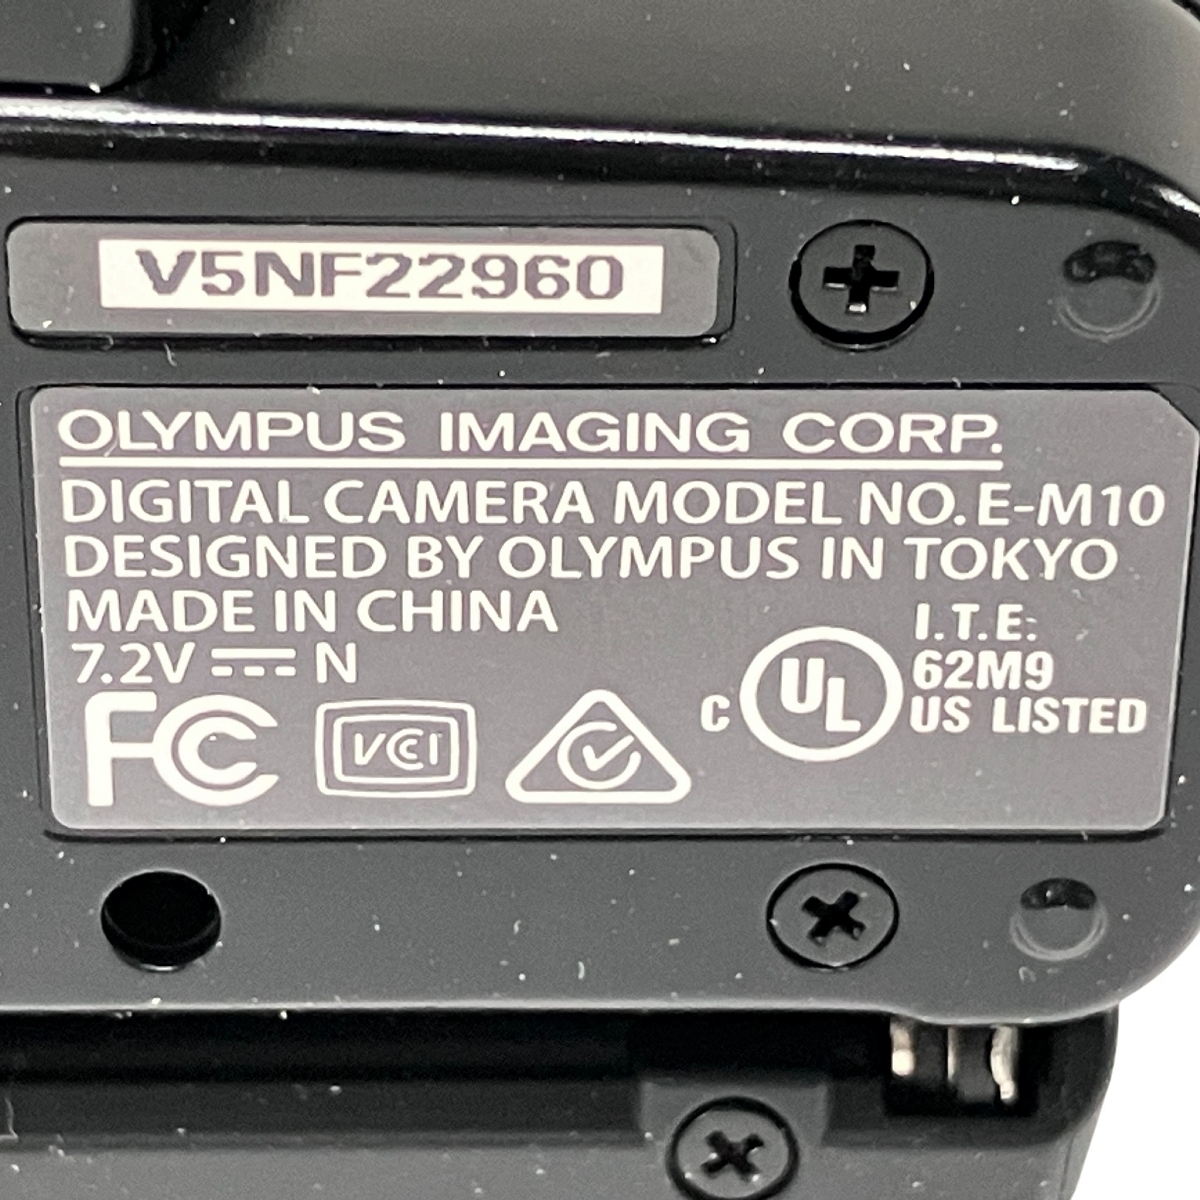 V5NF22960
OLYMPUS IMAGING CORP.
DIGITAL CAMERA MODEL NO.E-M10
DESIGNED BY OLYMPUS IN TOKYO
MADE IN CHINA
7.2V ⎓ N
I.T.E:
62M9
C UL US LISTED
FC VCCI